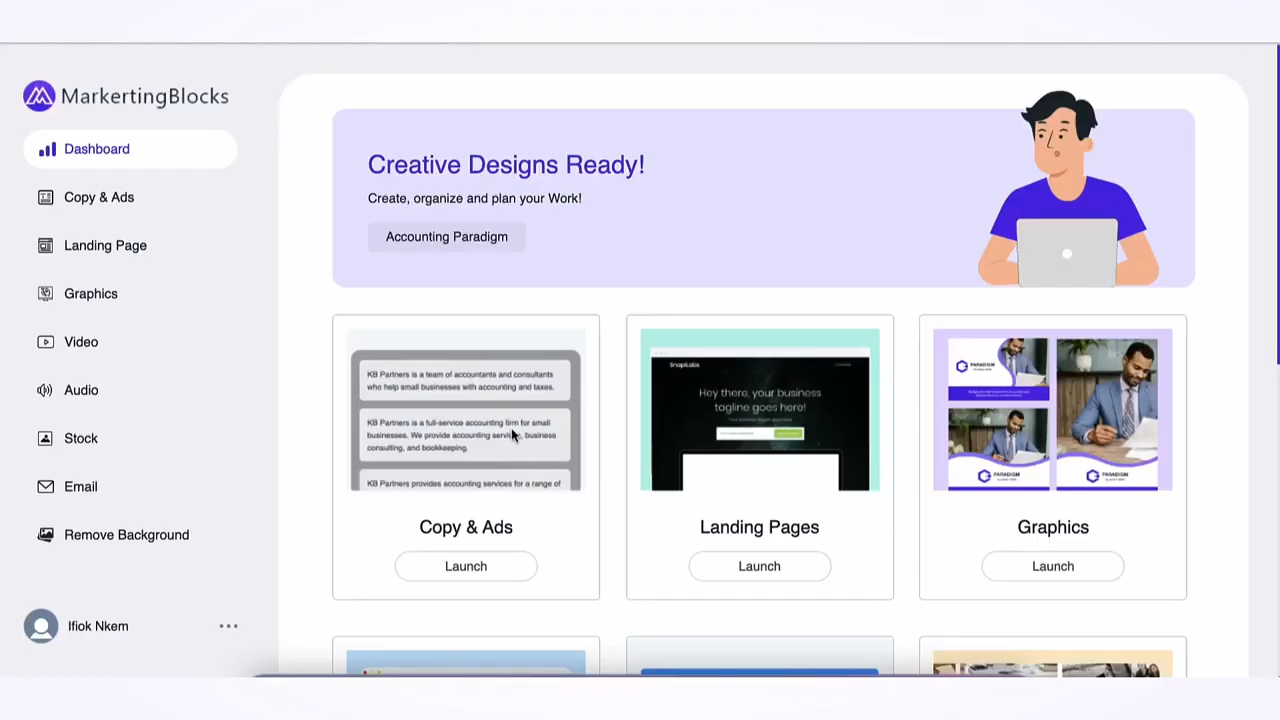 MarkertingBlocks
Dashboard
Copy & Ads
Landing Page
Graphics
Video
Audio
Stock
Email
Remove Background
Ifiok Nkem
Creative Designs Ready!
Create, organize and plan your Work!
Accounting Paradigm
KB Partners is a team of accountants and consultants
who help small businesses with accounting and taxes.
KB Partners is a full-service accounting firm for small
businesses. We provide accounting services, business
consulting, and bookkeeping.
KB Partners provides accounting services for a range of
Copy & Ads
Launch
SnapLabs
Hey there, your business
tagline goes here!
Landing Pages
Launch
PARADIGM
PARADIGM
PARADIGM
Graphics
Launch